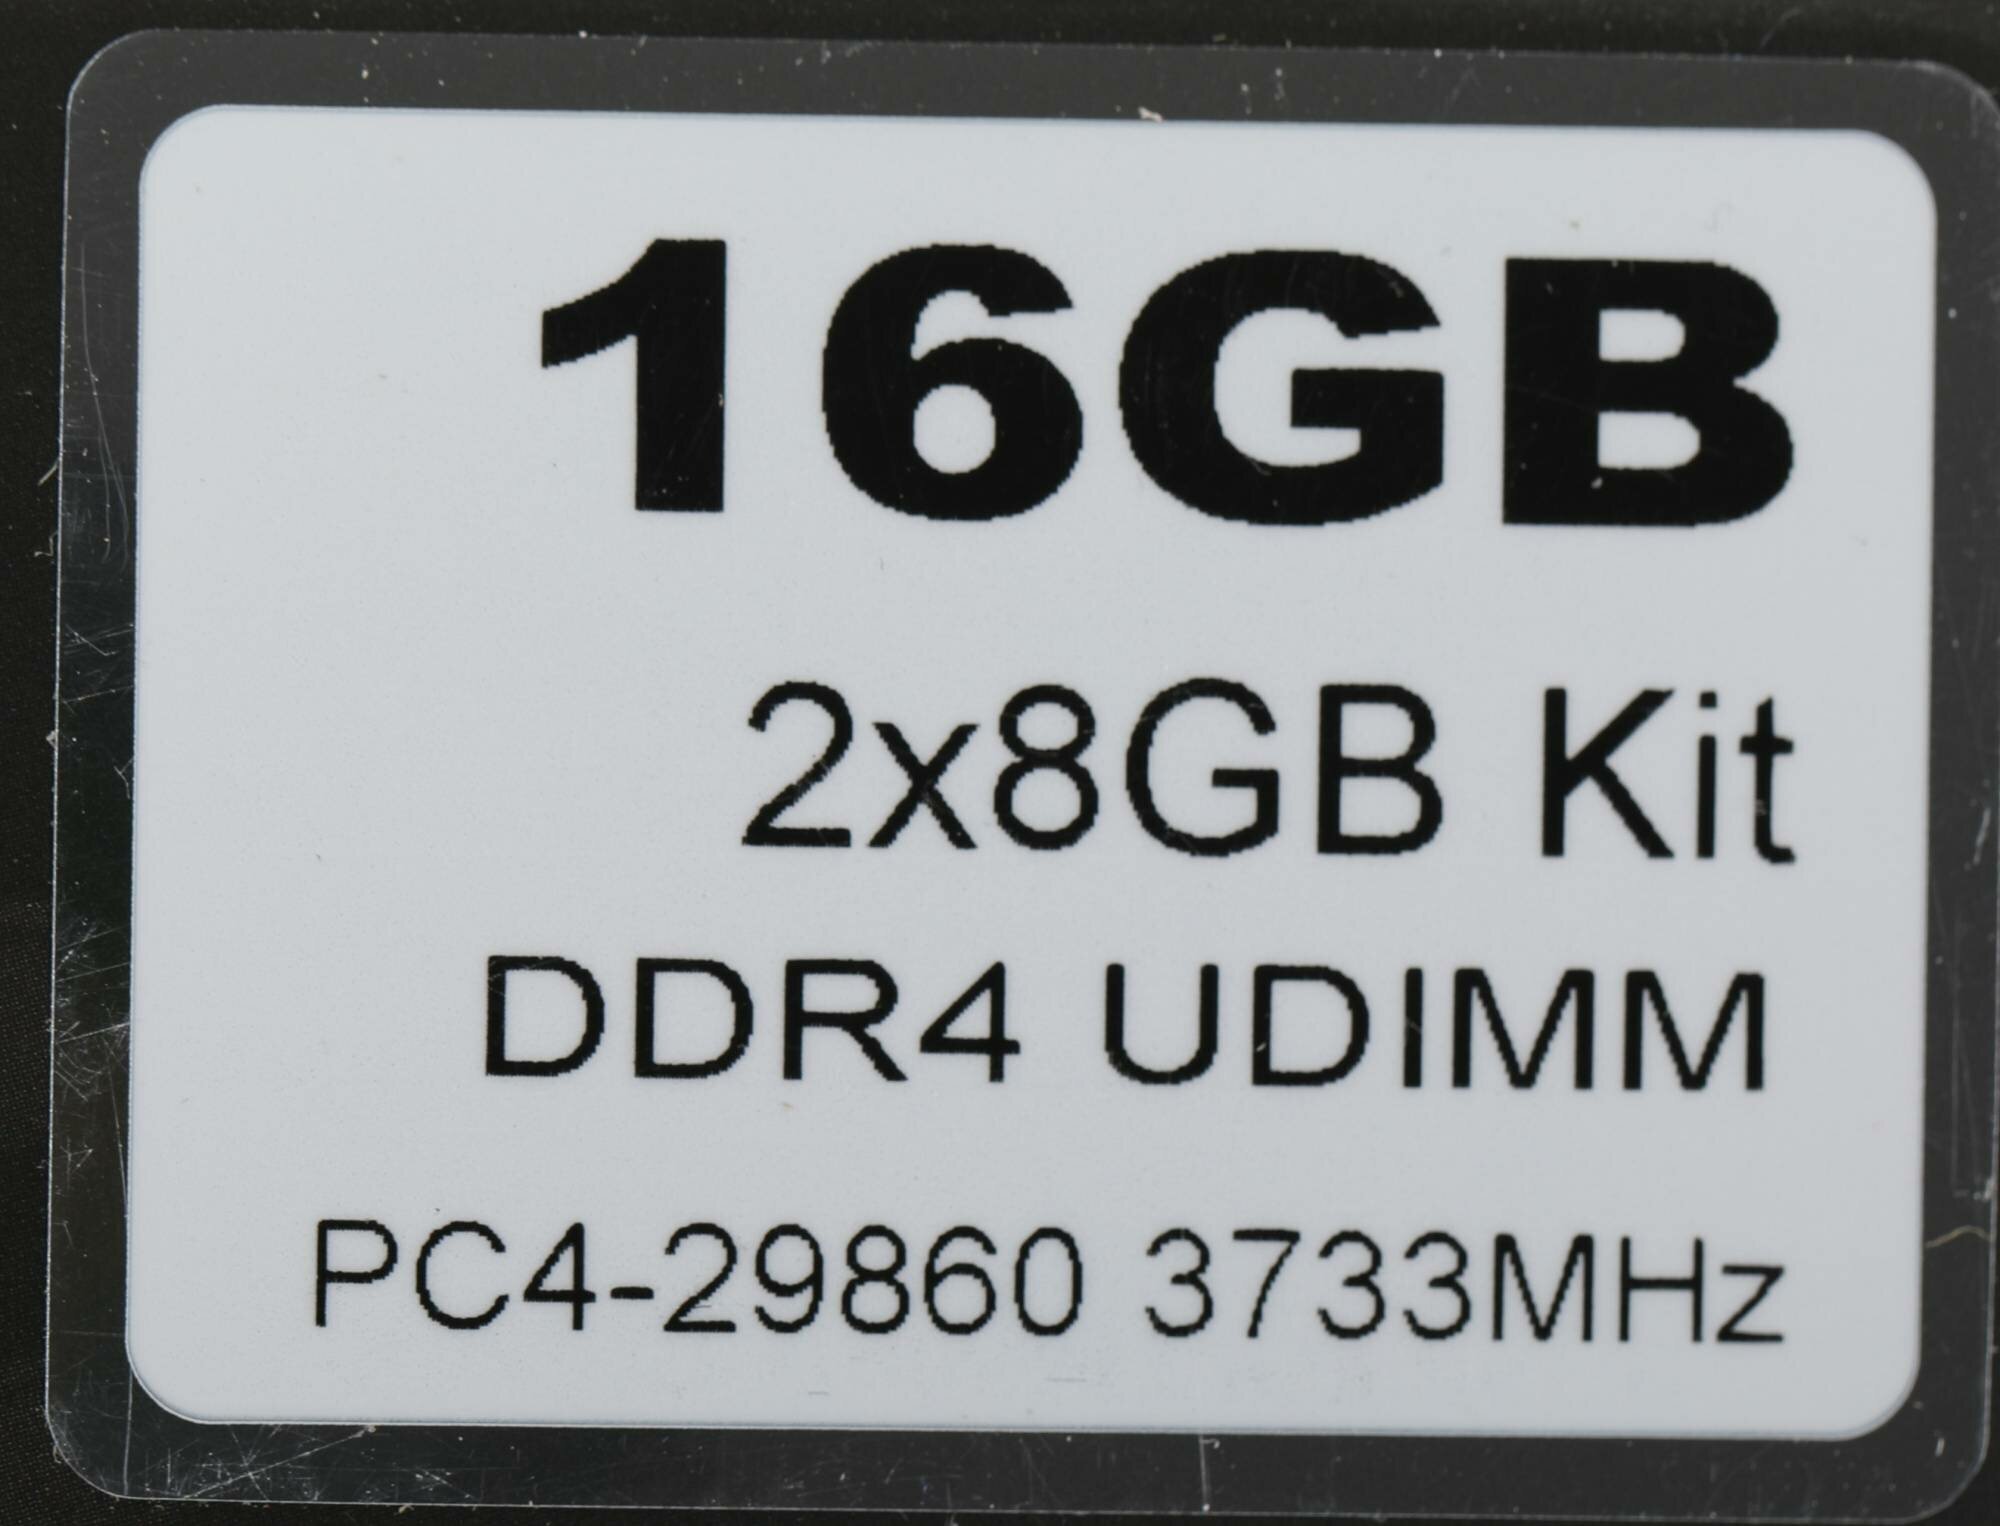 16GB
2x8GB Kit
DDR4 UDIMM
PC4-29860 3733MHz